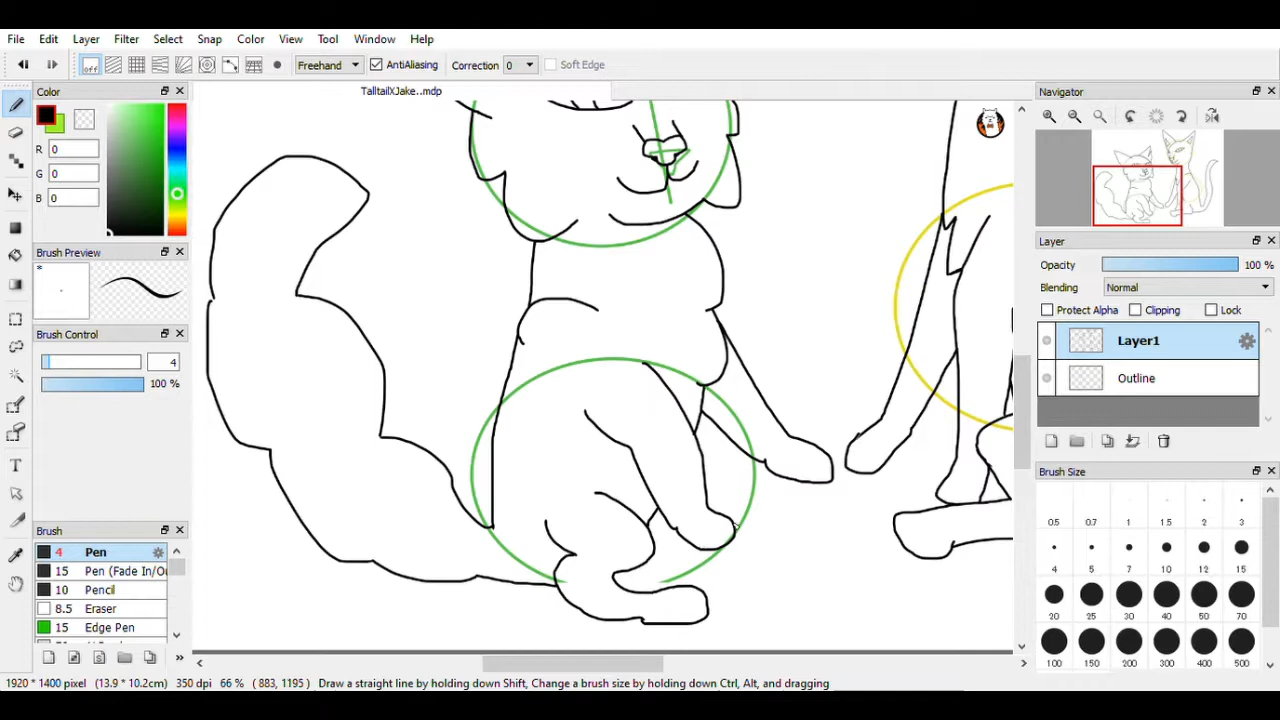 File Edit Layer Filter Select Snap Color View Tool Window Help
off Freehand AntiAliasing Correction 0 Soft Edge
Color
R 0
G 0
B 0
Brush Preview
*
Brush Control
4
100 %
Brush
4 Pen
15 Pen (Fade In/Ou
10 Pencil
8.5 Eraser
15 Edge Pen
TalltailXJake..mdp
Navigator
Layer
Opacity 100 %
Blending Normal
Protect Alpha Clipping Lock
Layer1
Outline
Brush Size
0.5 0.7 1 1.5 2 3
4 5 7 10 12 15
20 25 30 40 50 70
100 150 200 300 400 500
1920 * 1400 pixel (13.9 * 10.2cm) 350 dpi 66 % ( 883, 1195 ) Draw a straight line by holding down Shift, Change a brush size by holding down Ctrl, Alt, and dragging